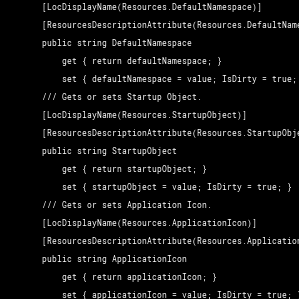 [LocDisplayName(Resources.DefaultNamespace)]
[ResourcesDescriptionAttribute(Resources.DefaultName
public string DefaultNamespace
get { return defaultNamespace; }
set { defaultNamespace = value; IsDirty = true;
/// Gets or sets Startup Object.
[LocDisplayName(Resources.StartupObject)]
[ResourcesDescriptionAttribute(Resources.StartupObje
public string StartupObject
get { return startupObject; }
set { startupObject = value; IsDirty = true; }
/// Gets or sets Application Icon.
[LocDisplayName(Resources.ApplicationIcon)]
[ResourcesDescriptionAttribute(Resources.Application
public string ApplicationIcon
get { return applicationIcon; }
set { applicationIcon = value; IsDirty = true;